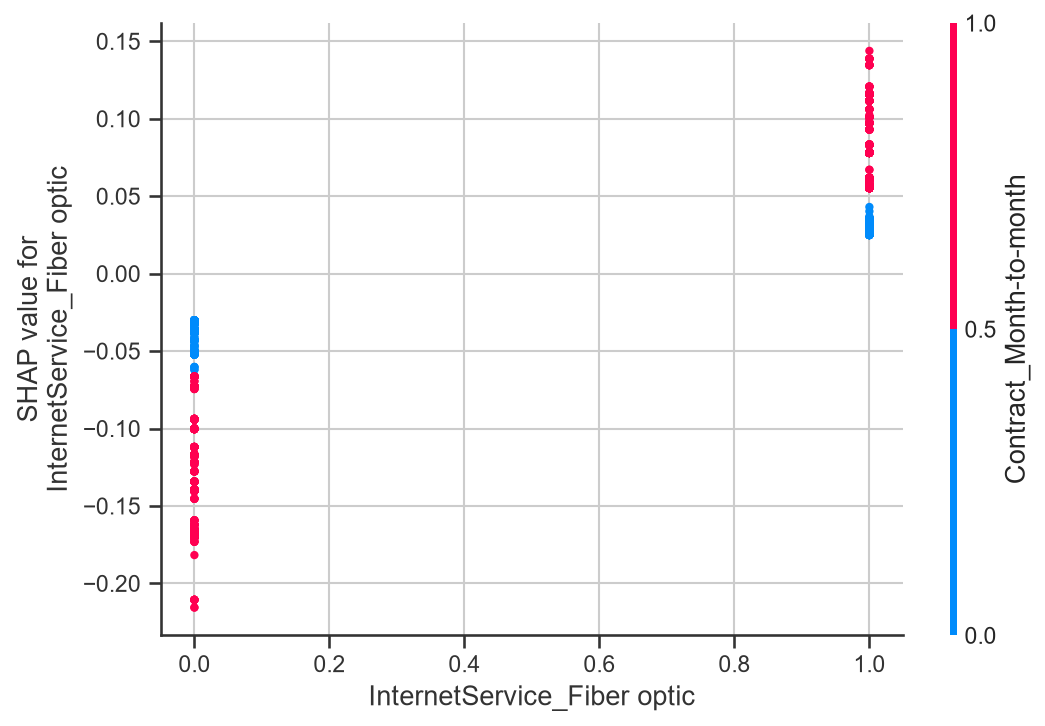 0.15
0.10
0.05
0.00
−0.05
−0.10
−0.15
−0.20
SHAP value for
InternetService_Fiber optic
0.0 0.2 0.4 0.6 0.8 1.0
InternetService_Fiber optic
1.0
0.5
0.0
Contract_Month-to-month